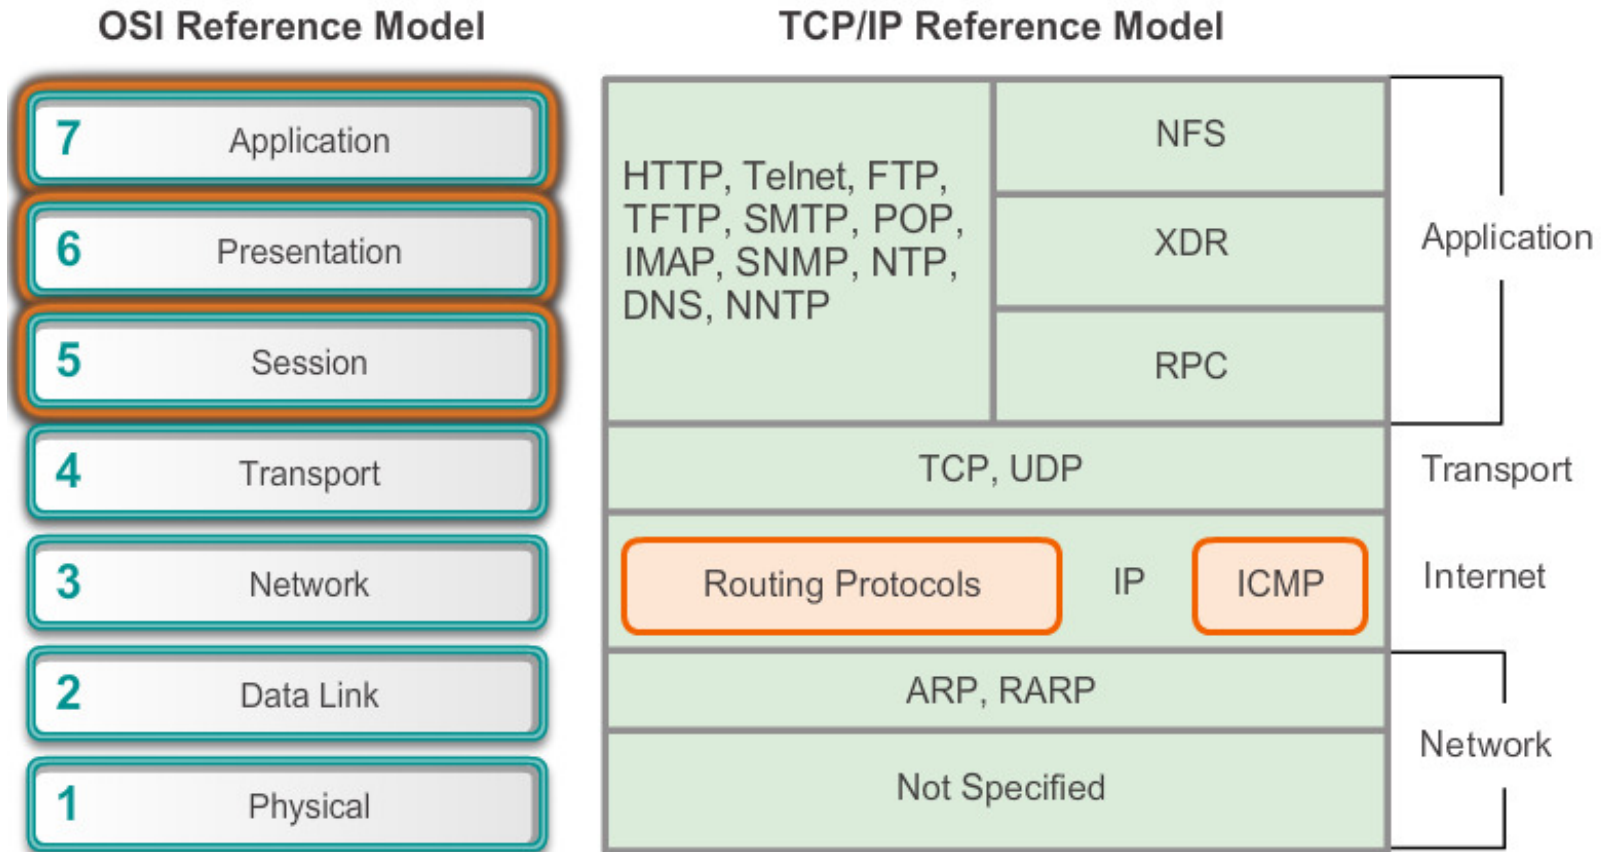 OSI Reference Model
TCP/IP Reference Model
7 Application
6 Presentation
5 Session
4 Transport
3 Network
2 Data Link
1 Physical
HTTP, Telnet, FTP,
TFTP, SMTP, POP,
IMAP, SNMP, NTP,
DNS, NNTP
NFS
XDR
RPC
Application
TCP, UDP
Transport
Routing Protocols
IP
ICMP
Internet
ARP, RARP
Not Specified
Network